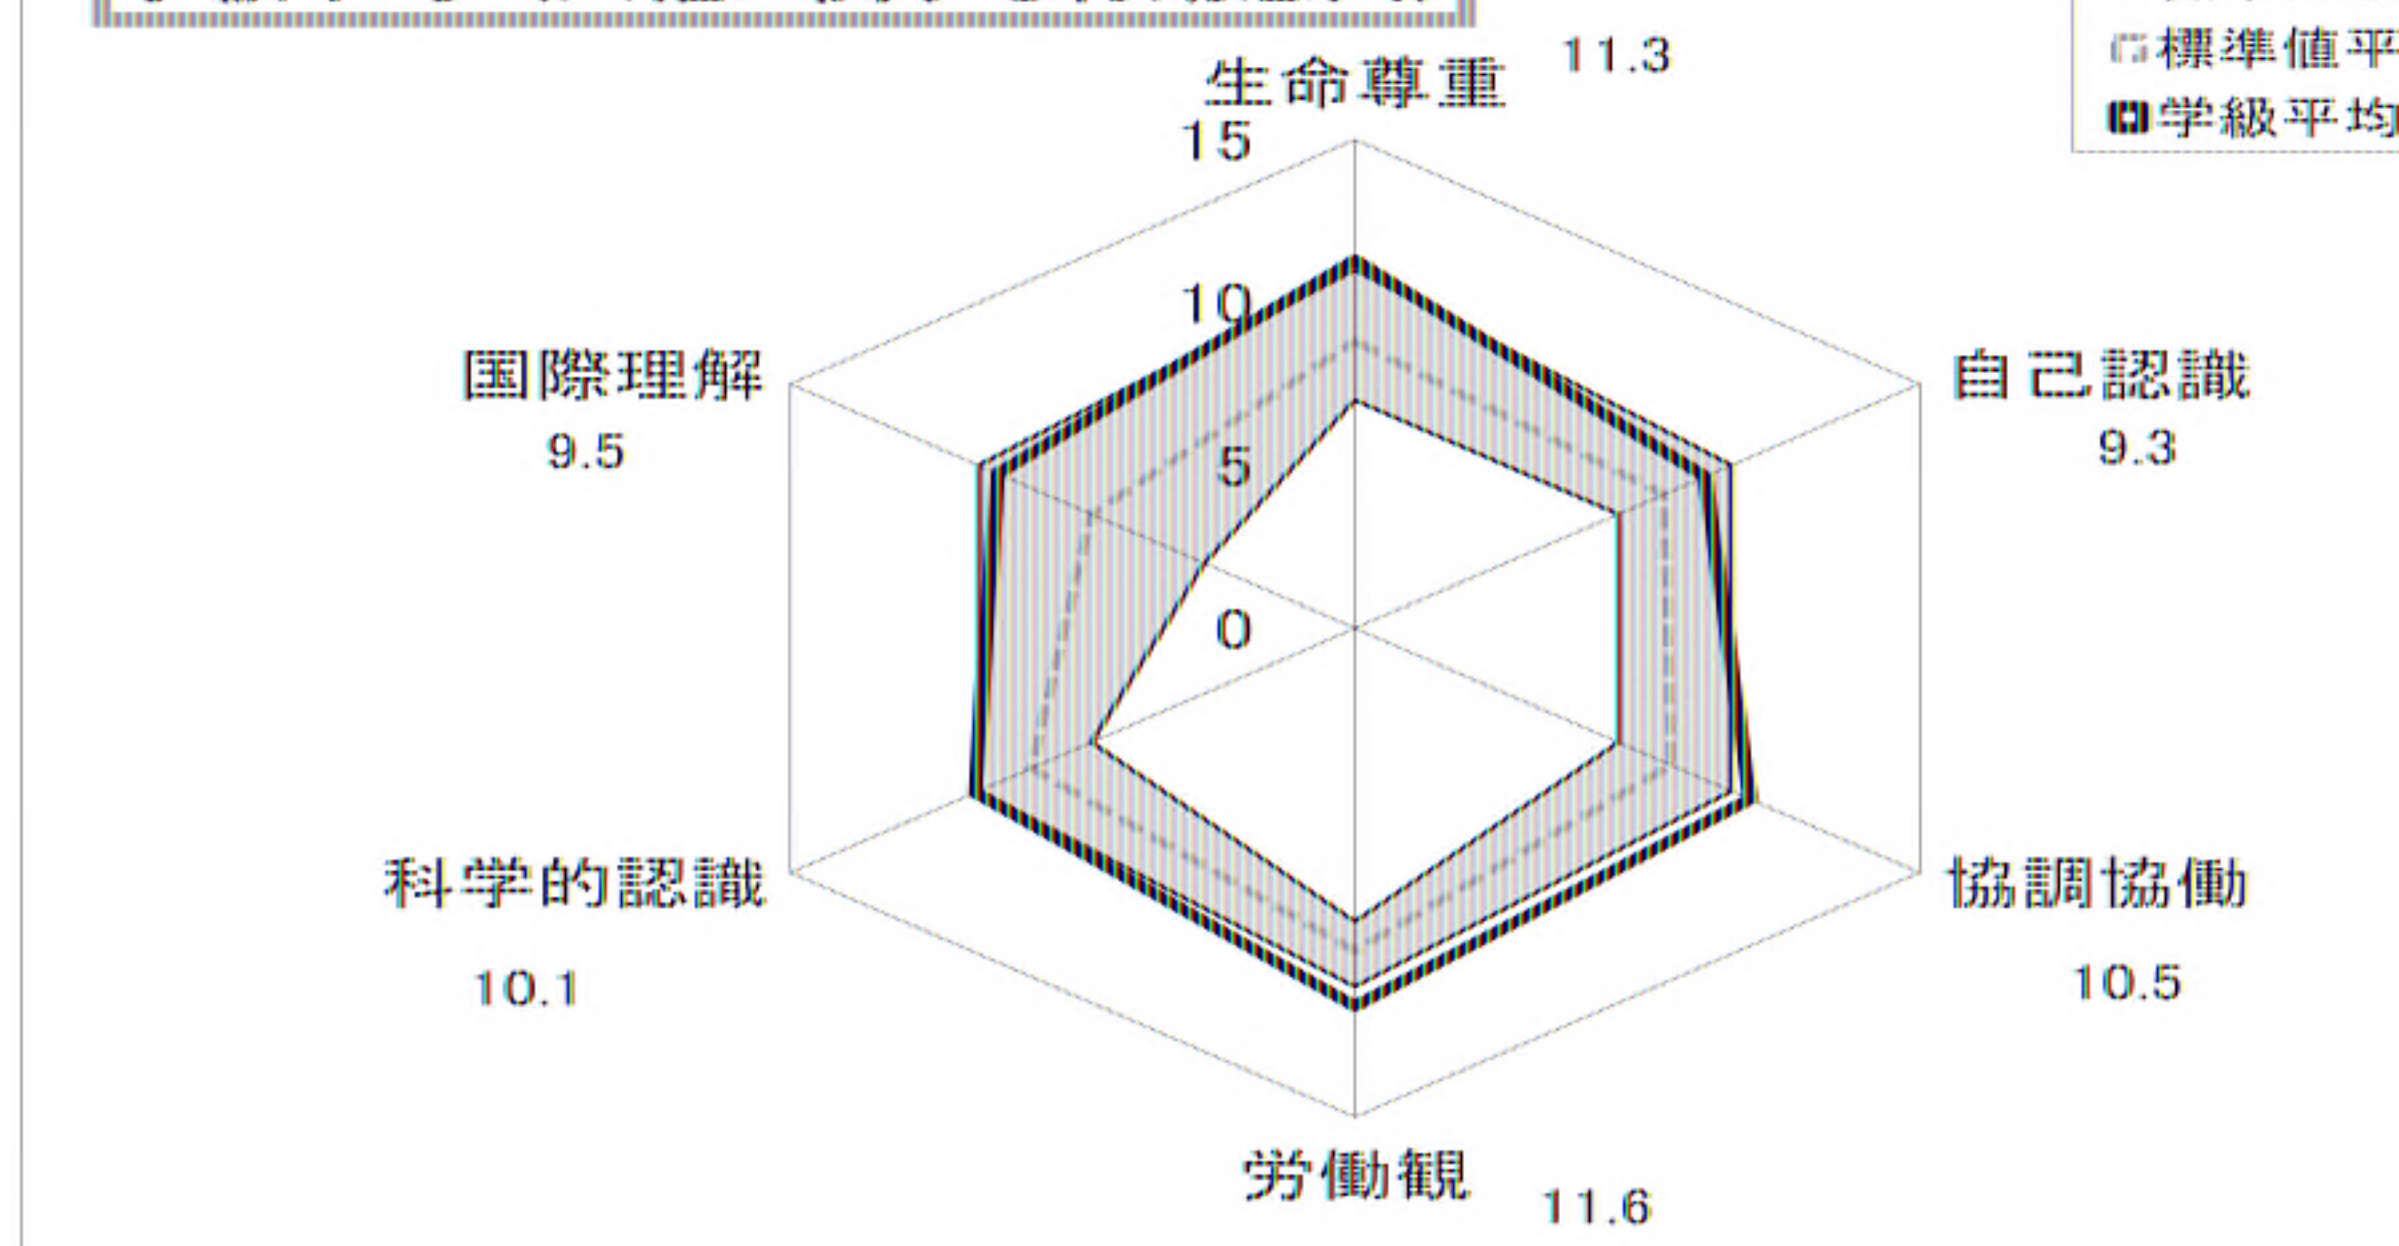 11.3
標準値平
生命尊重
学級平均
15
10
国際理解
自己認識
9.5
9.3
5
0
科学的認識
協調協働
10.1
10.5
労働観
11.6